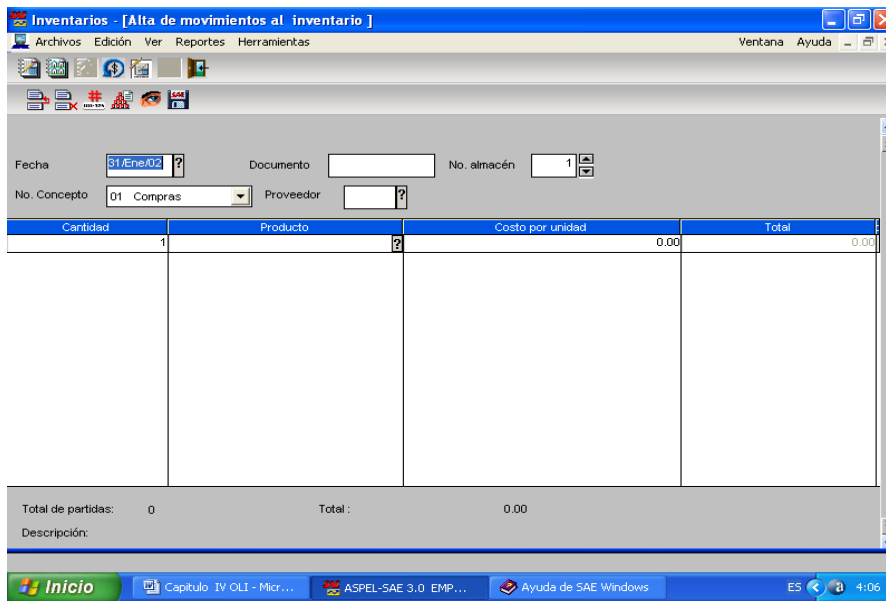 Inventarios - [Alta de movimientos al inventario ]
Archivos Edición Ver Reportes Herramientas Ventana Ayuda
SAE
Fecha 31/Ene/02 ? Documento No. almacén 1
No. Concepto 01 Compras Proveedor ?
Cantidad Producto Costo por unidad Total
1 ? 0.00 0.00
Total de partidas: 0 Total : 0.00
Descripción:
Inicio Capitulo IV OLI - Micr... ASPEL-SAE 3.0 EMP... Ayuda de SAE Windows ES 4:06